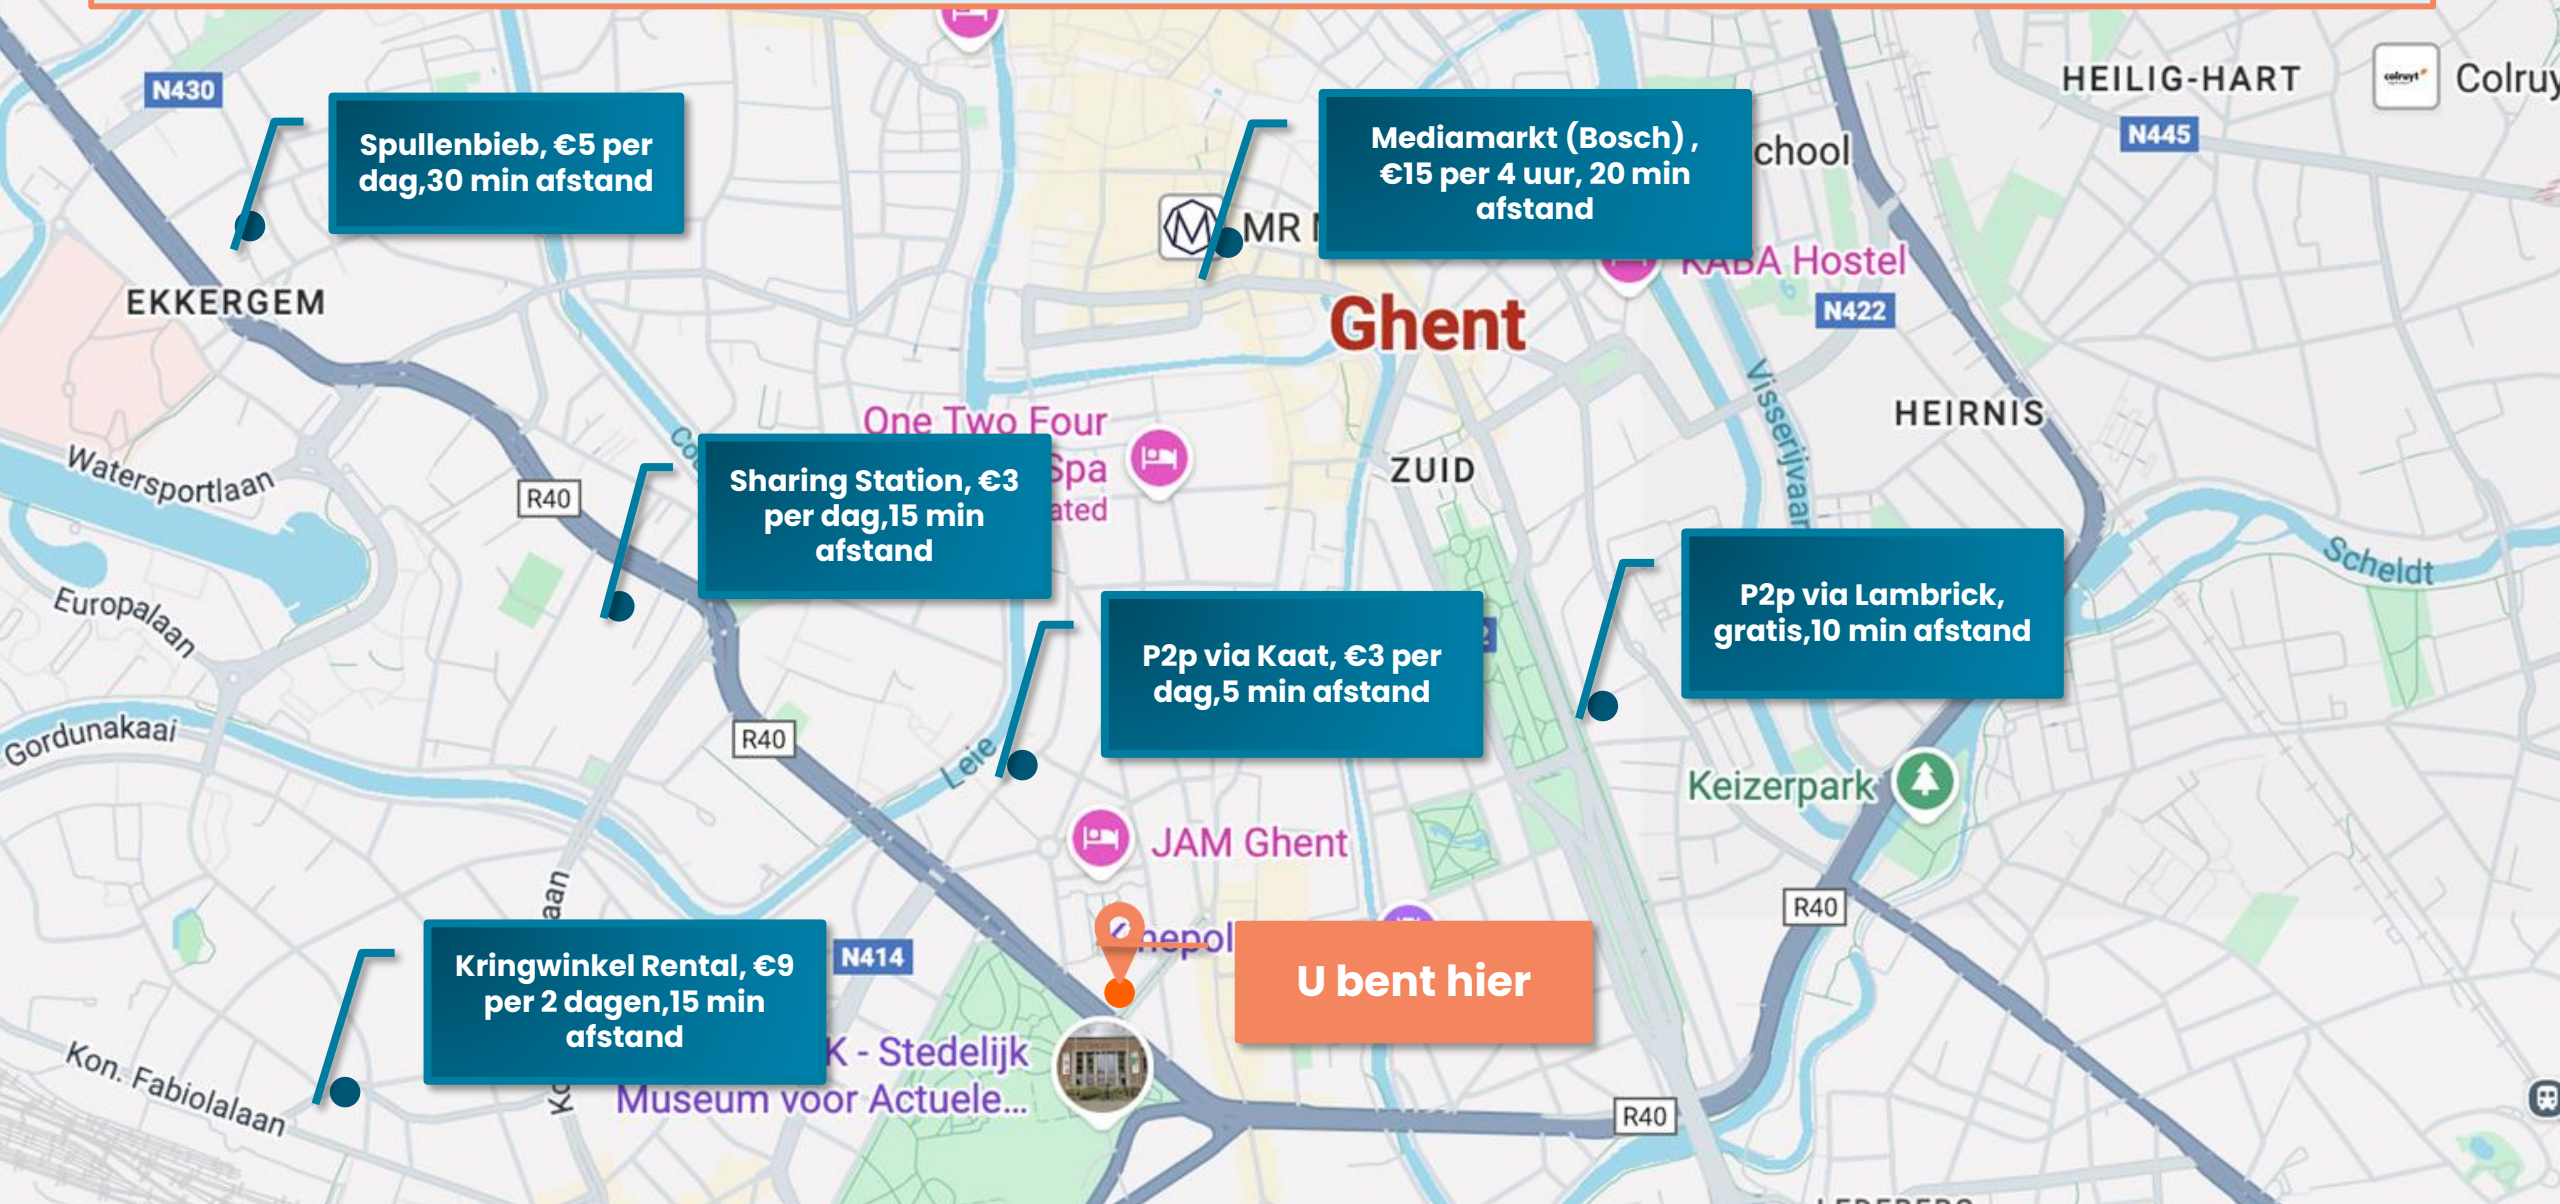 N430
Spullenbieb, €5 per
dag,30 min afstand
Mediamarkt (Bosch) ,
€15 per 4 uur, 20 min
afstand
chool
HEILIG-HART
N445
colruyt
Colruy
MR
KABA Hostel
N422
EKKERGEM
Ghent
Visserijvaar
HEIRNIS
One Two Four
Spa
ated
ZUID
Watersportlaan
R40
Sharing Station, €3
per dag,15 min
afstand
Scheldt
Europalaan
P2p via Kaat, €3 per
dag,5 min afstand
P2p via Lambrick,
gratis,10 min afstand
Gordunakaai
R40
Leie
Keizerpark
JAM Ghent
aan
R40
Kringwinkel Rental, €9
per 2 dagen,15 min
afstand
N414
nepol
U bent hier
K - Stedelijk
Museum voor Actuele...
Kon. Fabiolalaan
R40